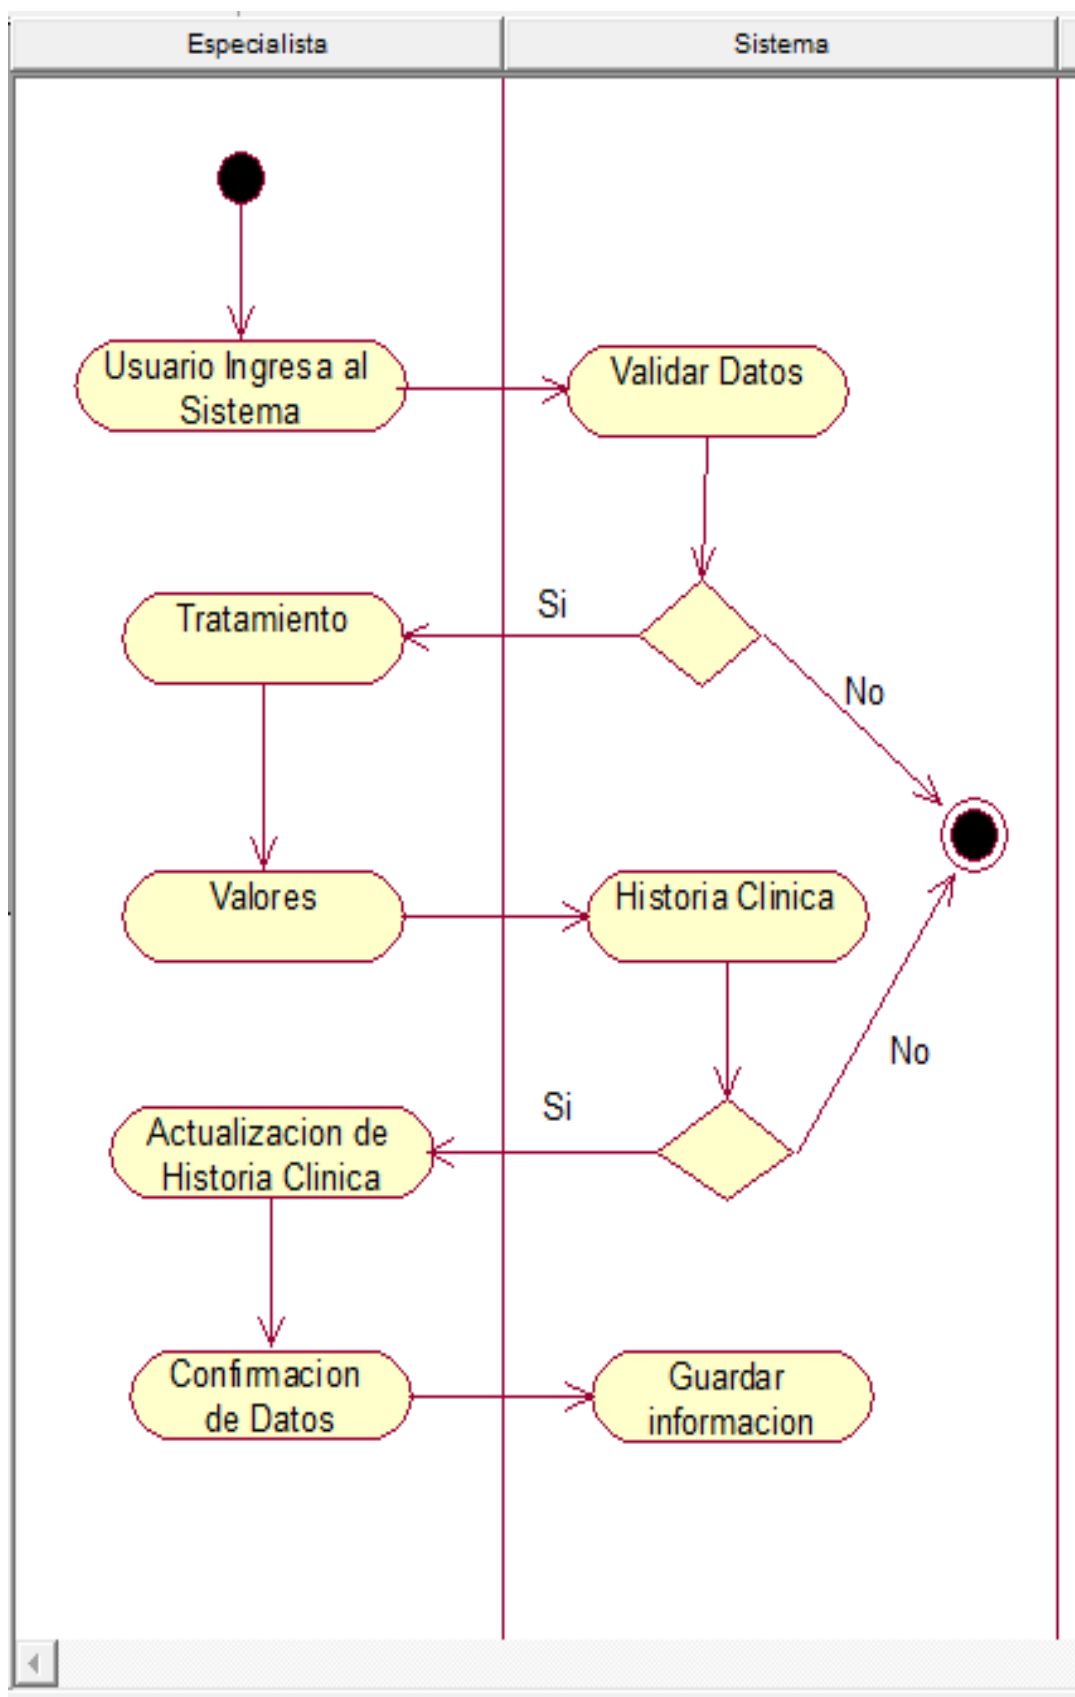 Especialista
Sistema
Usuario Ingresa al
Sistema
Validar Datos
Si
Tratamiento
No
Valores
Historia Clinica
No
Si
Actualizacion de
Historia Clinica
Confirmacion
de Datos
Guardar
informacion